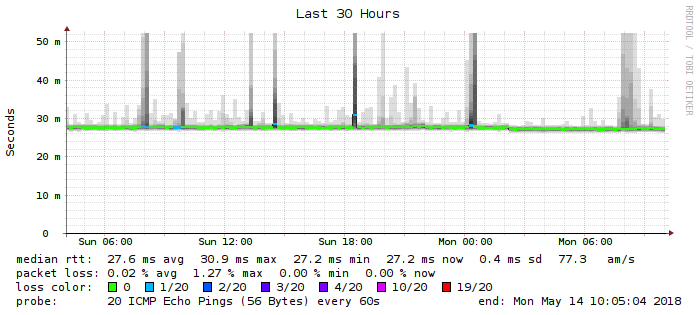 Last 30 Hours
RRDTOOL / TOBI OETIKER
Seconds
50 m
40 m
30 m
20 m
10 m
0
Sun 06:00 Sun 12:00 Sun 18:00 Mon 00:00 Mon 06:00
median rtt: 27.6 ms avg 30.9 ms max 27.2 ms min 27.2 ms now 0.4 ms sd 77.3 am/s
packet loss: 0.02 % avg 1.27 % max 0.00 % min 0.00 % now
loss color: 0 1/20 2/20 3/20 4/20 10/20 19/20
probe: 20 ICMP Echo Pings (56 Bytes) every 60s end: Mon May 14 10:05:04 2018